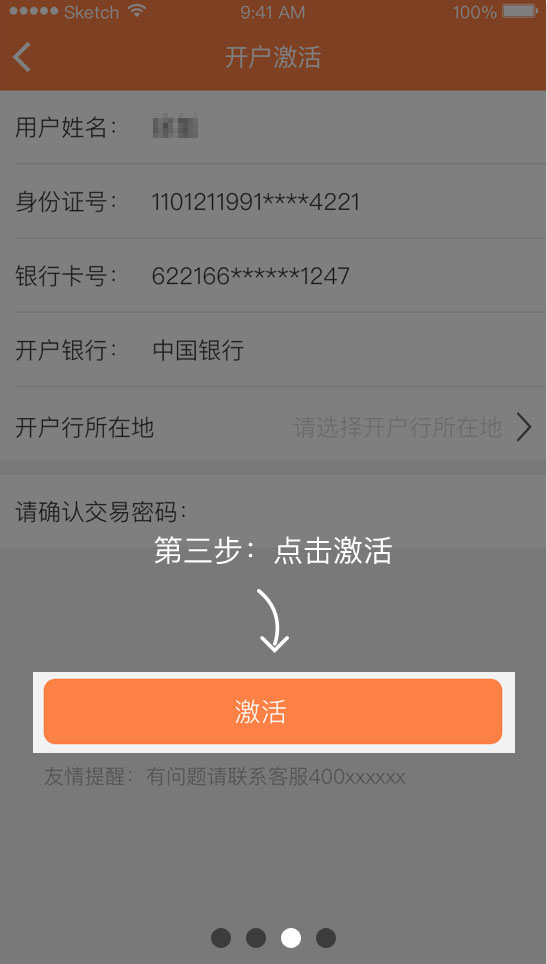 Sketch 9:41 AM 100%
开户激活
用户姓名：
身份证号： 1101211991****4221
银行卡号： 622166******1247
开户银行： 中国银行
开户行所在地 请选择开户行所在地
请确认交易密码：
第三步：点击激活
激活
友情提醒：有问题请联系客服400xxxxxx